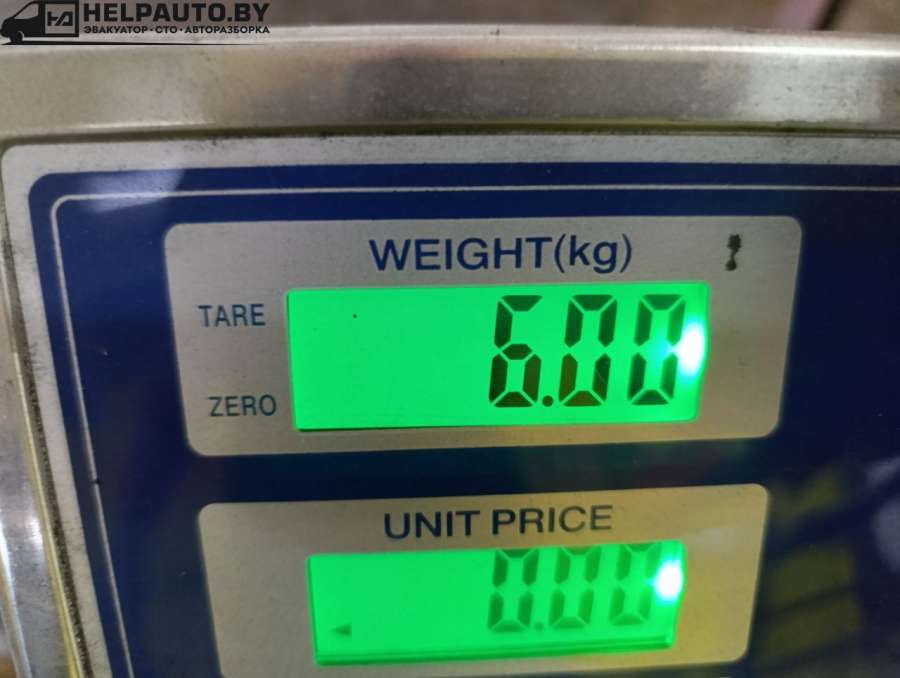 HELPAUTO.BY
ЭВАКУАТОР·СТО·АВТОРАЗБОРКА
WEIGHT(kg)
TARE
6.00
ZERO
UNIT PRICE
0.00